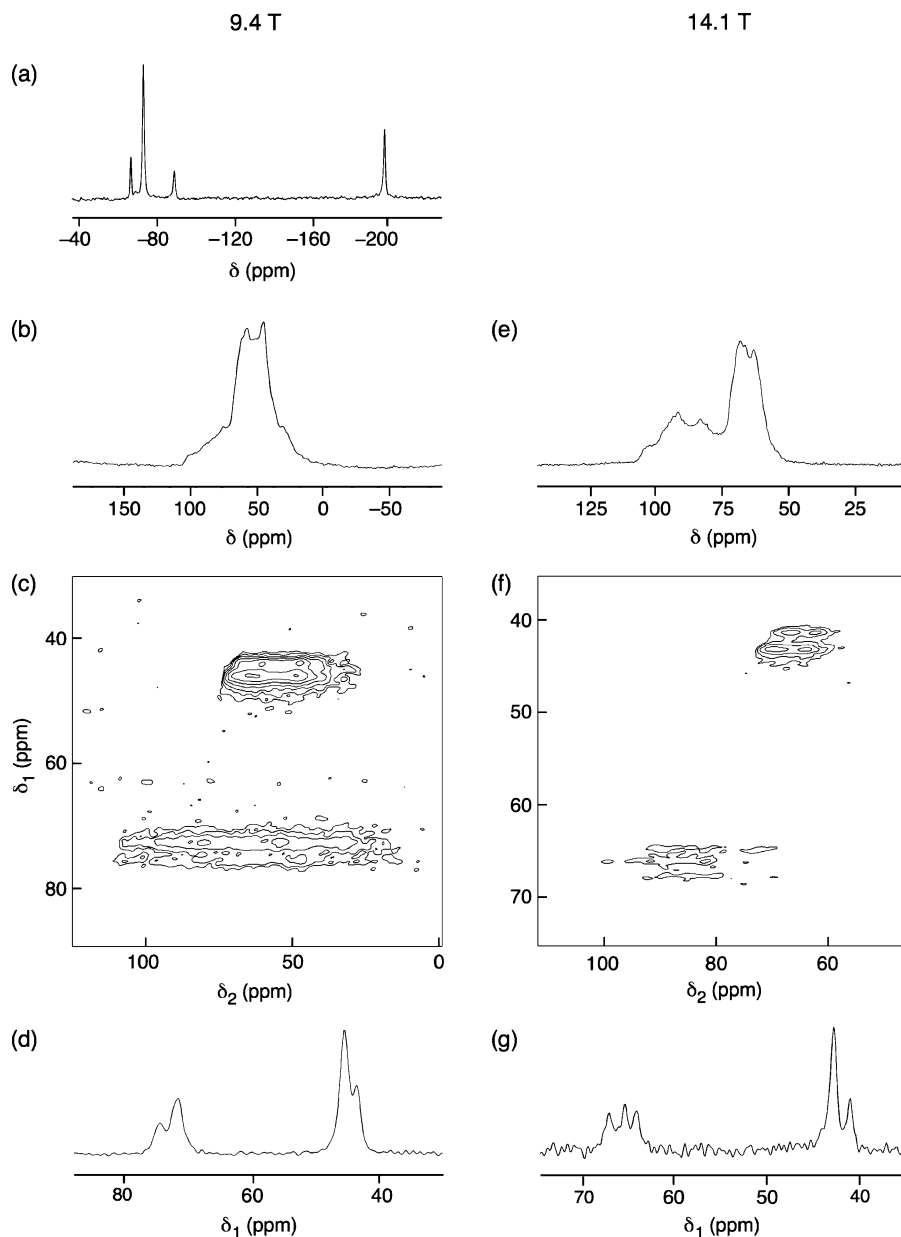 9.4 T
14.1 T
(a)
−40 −80 −120 −160 −200
δ (ppm)
(b)
150 100 50 0 −50
δ (ppm)
(e)
125 100 75 50 25
δ (ppm)
(c)
40
60
80
δ1 (ppm)
100 50 0
δ2 (ppm)
(f)
40
50
60
70
100 80 60
δ2 (ppm)
(d)
80 60 40
δ1 (ppm)
(g)
70 60 50 40
δ1 (ppm)